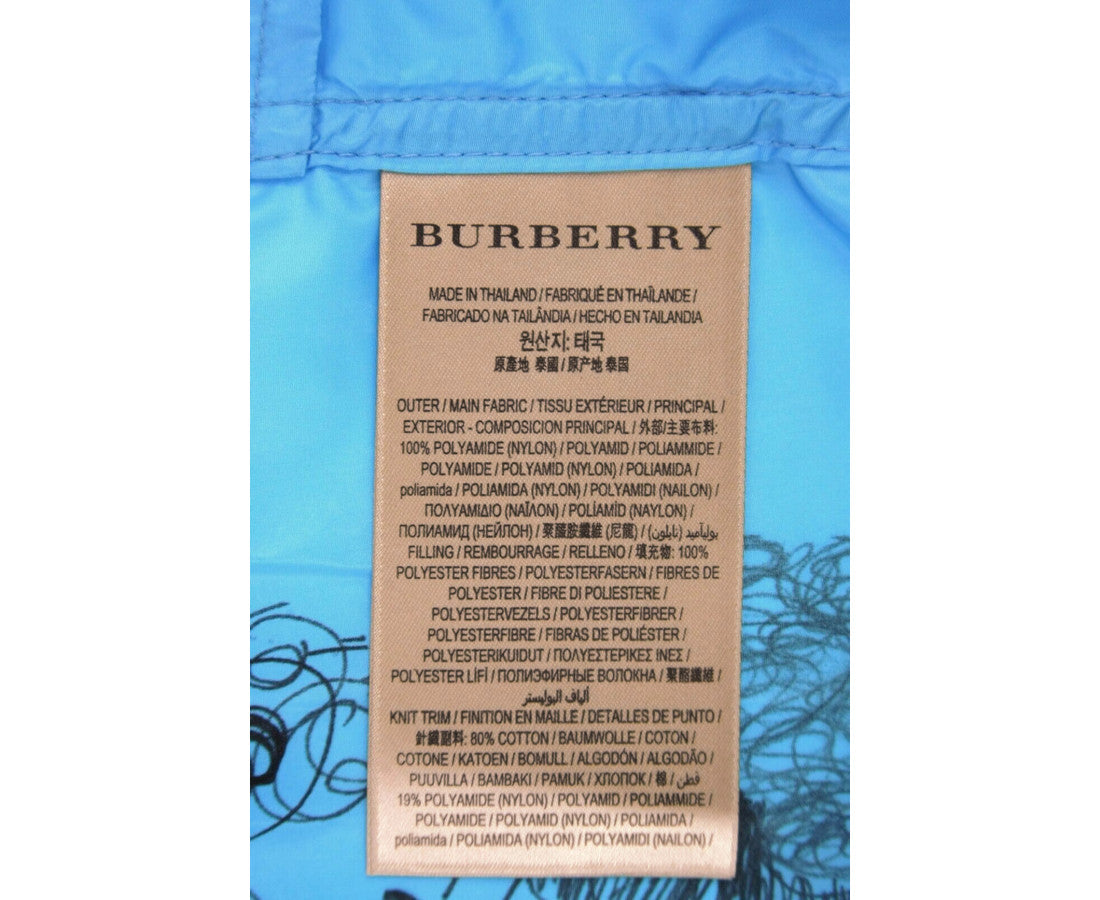 BURBERRY
MADE IN THAILAND / FABRIQUÉ EN THAÎLANDE /
FABRICADO NA TAILÂNDIA / HECHO EN TAILANDIA
원산지: 태국
原產地 泰國 / 原产地 泰国
OUTER / MAIN FABRIC / TISSU EXTÉRIEUR / PRINCIPAL /
EXTERIOR - COMPOSICION PRINCIPAL / 外部/主要布料:
100% POLYAMIDE (NYLON) / POLYAMID / POLIAMMIDE /
POLYAMIDE / POLYAMID (NYLON) / POLIAMIDA /
poliamida / POLIAMIDA (NYLON) / POLYAMIDI (NAILON) /
ΠΟΛΥΑΜΙΔΙΟ (ΝΑΪΛΟΝ) / POLİAMİD (NAYLON) /
ПОЛИАМИД (НЕЙЛОН) / 聚醯胺纖維 (尼龍) / بوليأميد (نايلون) /
FILLING / REMBOURRAGE / RELLENO / 填充物: 100%
POLYESTER FIBRES / POLYESTERFASERN / FIBRES DE
POLYESTER / FIBRE DI POLIESTERE /
POLYESTERVEZELS / POLYESTERFIBRER /
POLYESTERFIBRE / FIBRAS DE POLIÉSTER /
POLYESTERIKUIDUT / ΠΟΛΥΕΣΤΕΡΙΚΕΣ ΙΝΕΣ /
POLYESTER LİFİ / ПОЛИЭФИРНЫЕ ВОЛОКНА / 聚酯纖維 /
ألياف البوليستر
KNIT TRIM / FINITION EN MAILLE / DETALLES DE PUNTO /
針織副料: 80% COTTON / BAUMWOLLE / COTON /
COTONE / KATOEN / BOMULL / ALGODÓN / ALGODÃO /
PUUVILLA / ΒΑΜΒΑΚΙ / PAMUK / ХЛОПОК / 棉 / قطن /
19% POLYAMIDE (NYLON) / POLYAMID / POLIAMMIDE /
POLYAMIDE / POLYAMID (NYLON) / POLIAMIDA /
poliamida / POLIAMIDA (NYLON) / POLYAMIDI (NAILON) /